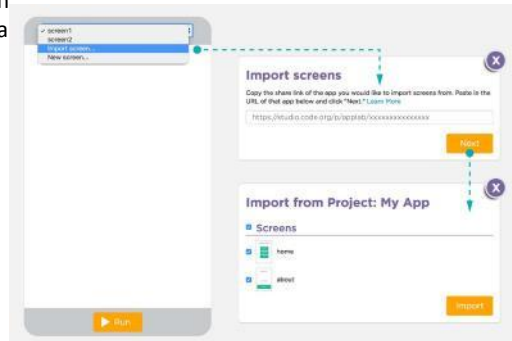 ✓ screen1
screen2
Import screen...
New screen...
Run
Import screens
X
Copy the share link of the app you would like to import screens from. Paste in the
URL of that app below and click "Next." Learn More
https://studio.code.org/p/applab/xxxxxxxxxxxxxxx
Next
X
Import from Project: My App
Screens
home
about
Import